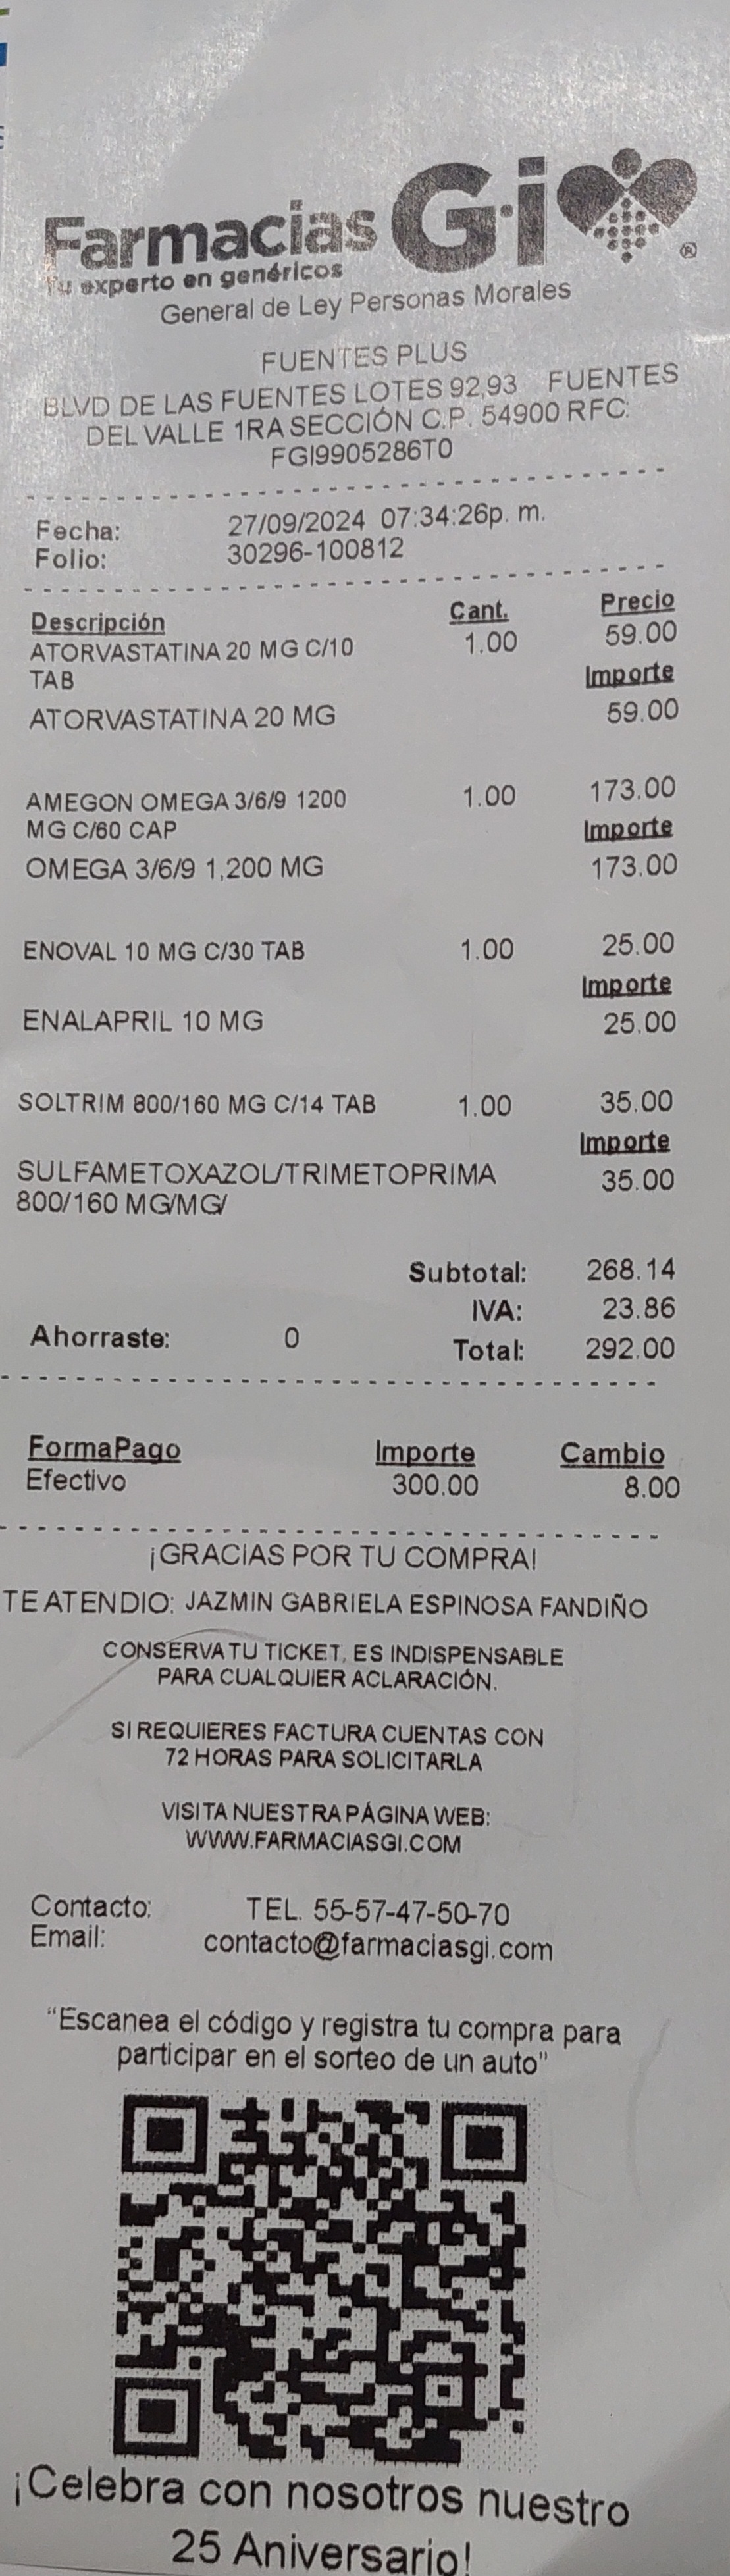 Farmacias Gi ®
Tu experto en genéricos
General de Ley Personas Morales
FUENTES PLUS
BLVD DE LAS FUENTES LOTES 92,93 FUENTES
DEL VALLE 1RA SECCIÓN C.P. 54900 RFC:
FGI9905286T0
Fecha: 27/09/2024 07:34:26p. m.
Folio: 30296-100812
Descripción Cant. Precio
ATORVASTATINA 20 MG C/10 1.00 59.00
TAB Importe
ATORVASTATINA 20 MG 59.00
AMEGON OMEGA 3/6/9 1200 1.00 173.00
MG C/60 CAP Importe
OMEGA 3/6/9 1,200 MG 173.00
ENOVAL 10 MG C/30 TAB 1.00 25.00
Importe
ENALAPRIL 10 MG 25.00
SOLTRIM 800/160 MG C/14 TAB 1.00 35.00
Importe
SULFAMETOXAZOL/TRIMETOPRIMA 35.00
800/160 MG/MG/
Subtotal: 268.14
IVA: 23.86
Ahorraste: 0 Total: 292.00
FormaPago Importe Cambio
Efectivo 300.00 8.00
¡GRACIAS POR TU COMPRA!
TE ATENDIO: JAZMIN GABRIELA ESPINOSA FANDIÑO
CONSERVA TU TICKET, ES INDISPENSABLE
PARA CUALQUIER ACLARACIÓN.
SI REQUIERES FACTURA CUENTAS CON
72 HORAS PARA SOLICITARLA
VISITA NUESTRA PÁGINA WEB:
WWW.FARMACIASGI.COM
Contacto: TEL. 55-57-47-50-70
Email: contacto@farmaciasgi.com
"Escanea el código y registra tu compra para
participar en el sorteo de un auto"
¡Celebra con nosotros nuestro
25 Aniversario!